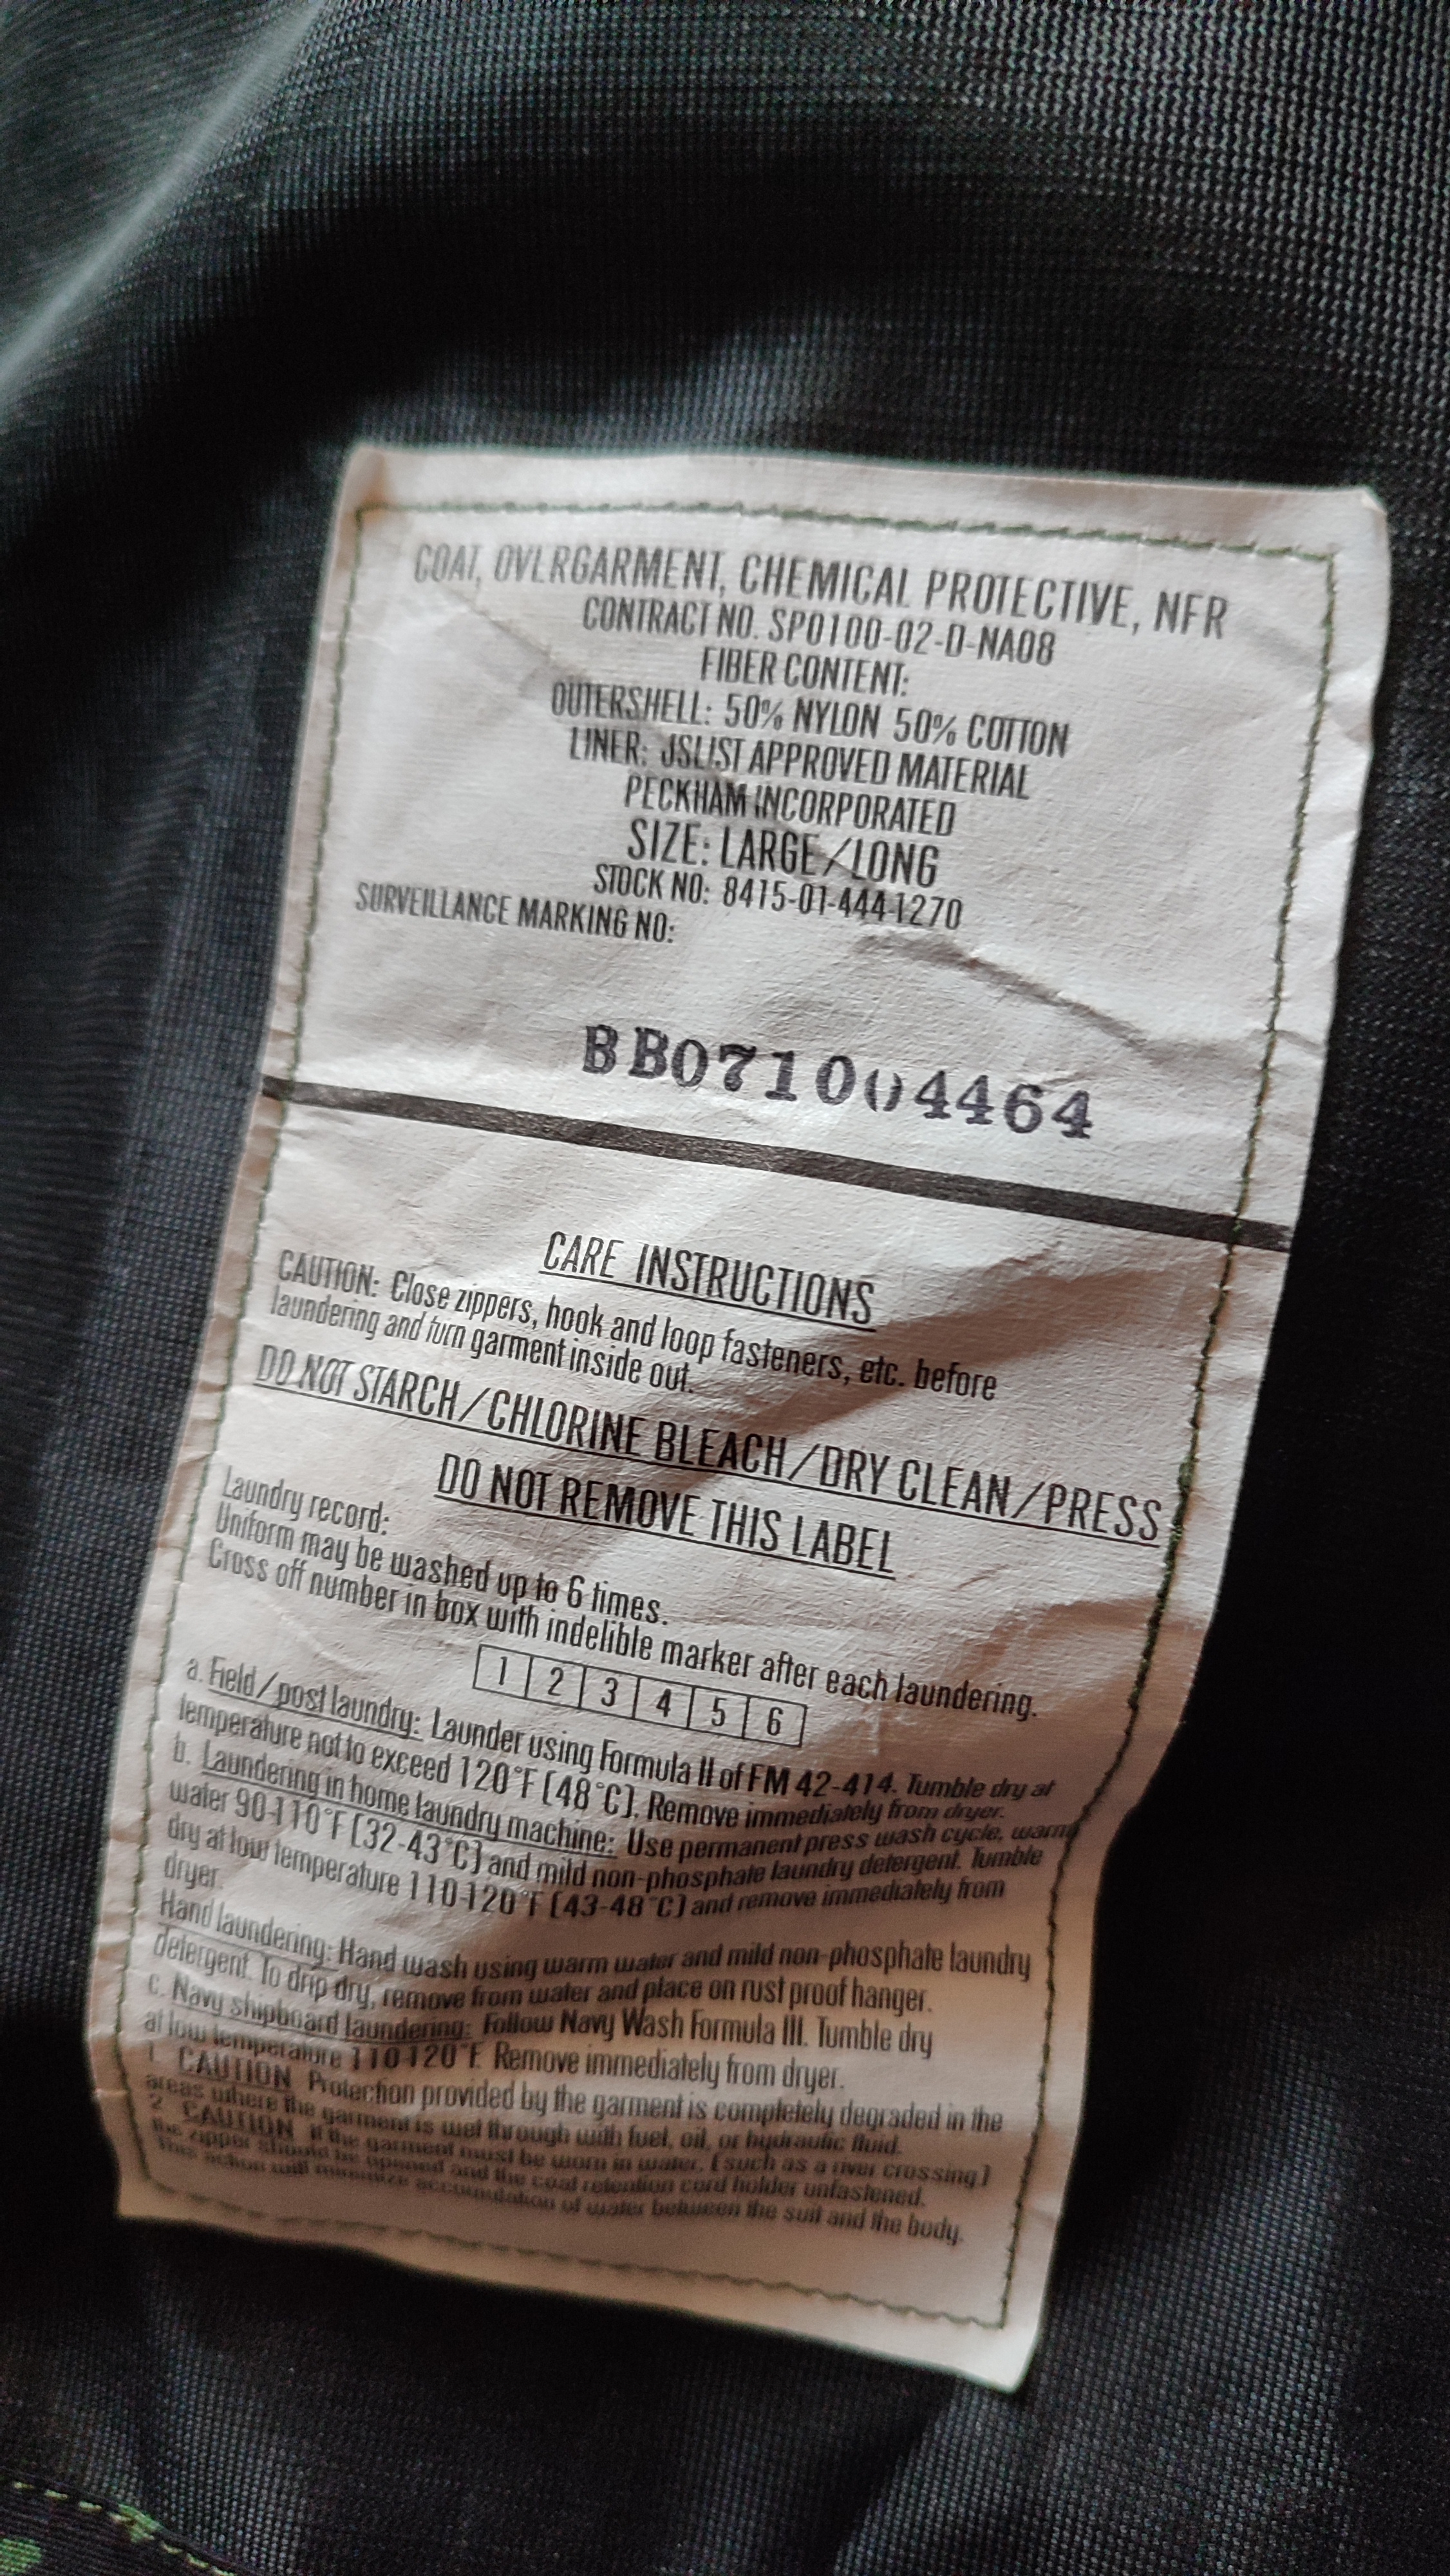 COAT, OVERGARMENT, CHEMICAL PROTECTIVE, NFR
CONTRACT NO. SP0100-02-D-NA08
FIBER CONTENT:
OUTERSHELL: 50% NYLON 50% COTTON
LINER: JSLIST APPROVED MATERIAL
PECKHAM INCORPORATED
SIZE: LARGE/LONG
STOCK NO: 8415-01-444-1270
SURVEILLANCE MARKING NO:
BB071004464
CARE INSTRUCTIONS
CAUTION: Close zippers, hook and loop fasteners, etc. before
laundering and turn garment inside out.
DO NOT STARCH/CHLORINE BLEACH/DRY CLEAN/PRESS
DO NOT REMOVE THIS LABEL
Laundry record:
Uniform may be washed up to 6 times.
Cross off number in box with indelible marker after each laundering.
1 2 3 4 5 6
a. Field/post laundry: Launder using Formula II of FM 42-414. Tumble dry at
temperature not to exceed 120°F (48°C). Remove immediately from dryer.
b. Laundering in home laundry machine: Use permanent press wash cycle, warm
water 90-110°F (32-43°C) and mild non-phosphate laundry detergent. Tumble
dry at low temperature 110-120°F (43-48°C) and remove immediately from
dryer.
Hand laundering: Hand wash using warm water and mild non-phosphate laundry
detergent. To drip dry, remove from water and place on rust proof hanger.
c. Navy shipboard laundering: Follow Navy Wash Formula III. Tumble dry
at low temperature 110-120°F. Remove immediately from dryer.
1. CAUTION Protection provided by the garment is completely degraded in the
areas where the garment is wet through with fuel, oil, or hydraulic fluid.
2. CAUTION If the garment must be worn in water, (such as a river crossing)
the zipper should be opened and the coat retention cord holder unfastened.
This action will minimize accumulation of water between the suit and the body.